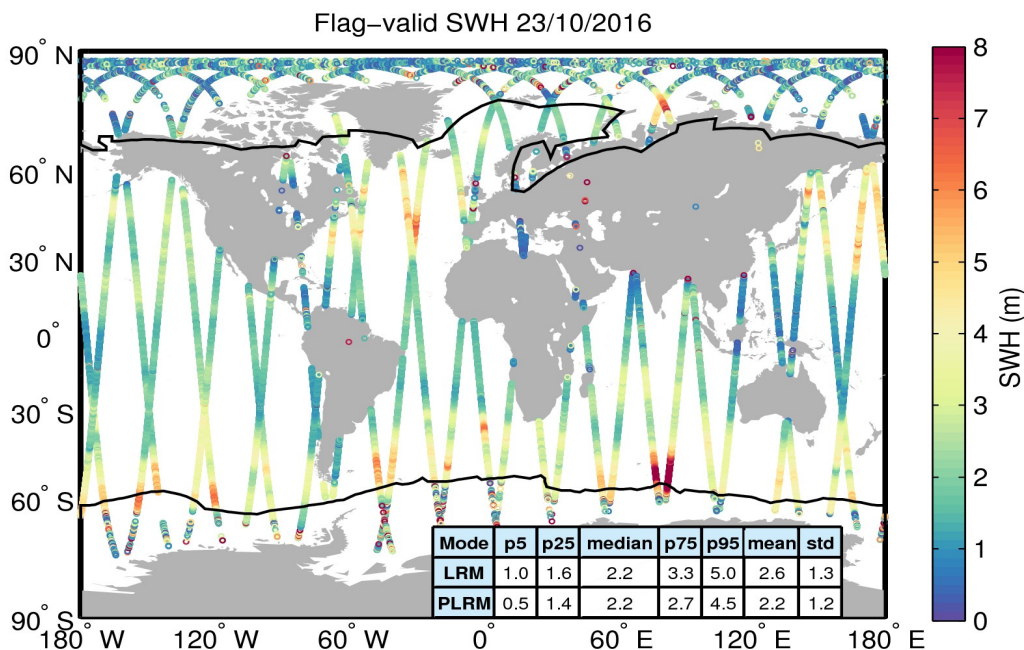 Flag−valid SWH 23/10/2016
90° N
60° N
30° N
0°
30° S
60° S
90° S
180° W
120° W
60° W
0°
60° E
120° E
180° E
Mode p5 p25 median p75 p95 mean std
LRM 1.0 1.6 2.2 3.3 5.0 2.6 1.3
PLRM 0.5 1.4 2.2 2.7 4.5 2.2 1.2
8
7
6
5
4
3
2
1
0
SWH (m)